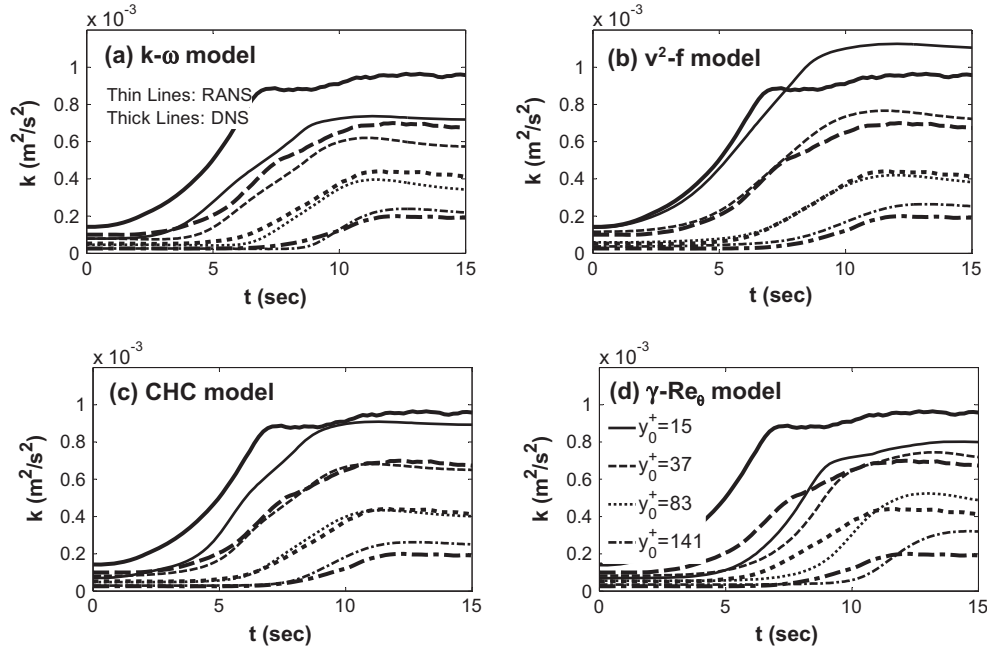 x 10⁻³
(a) k-ω model
Thin Lines: RANS
Thick Lines: DNS
1
0.8
0.6
0.4
0.2
0
k (m²/s²)
0 5 10 15
t (sec)
x 10⁻³
(b) v²-f model
1
0.8
0.6
0.4
0.2
0
k (m²/s²)
0 5 10 15
t (sec)
x 10⁻³
(c) CHC model
1
0.8
0.6
0.4
0.2
0
k (m²/s²)
0 5 10 15
t (sec)
x 10⁻³
(d) γ-Reθ model
y₀⁺=15
y₀⁺=37
y₀⁺=83
y₀⁺=141
1
0.8
0.6
0.4
0.2
0
k (m²/s²)
0 5 10 15
t (sec)